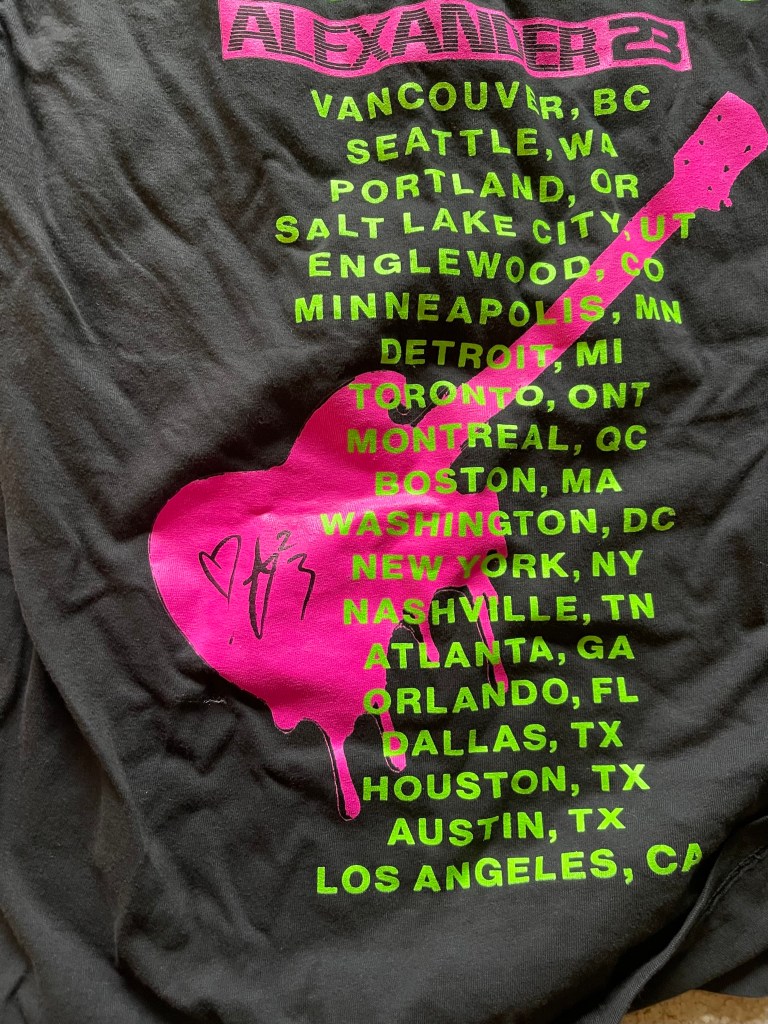 ALEXANDER 23
VANCOUVER, BC
SEATTLE, WA
PORTLAND, OR
SALT LAKE CITY, UT
ENGLEWOOD, CO
MINNEAPOLIS, MN
DETROIT, MI
TORONTO, ONT
MONTREAL, QC
BOSTON, MA
WASHINGTON, DC
NEW YORK, NY
NASHVILLE, TN
ATLANTA, GA
ORLANDO, FL
DALLAS, TX
HOUSTON, TX
AUSTIN, TX
LOS ANGELES, CA